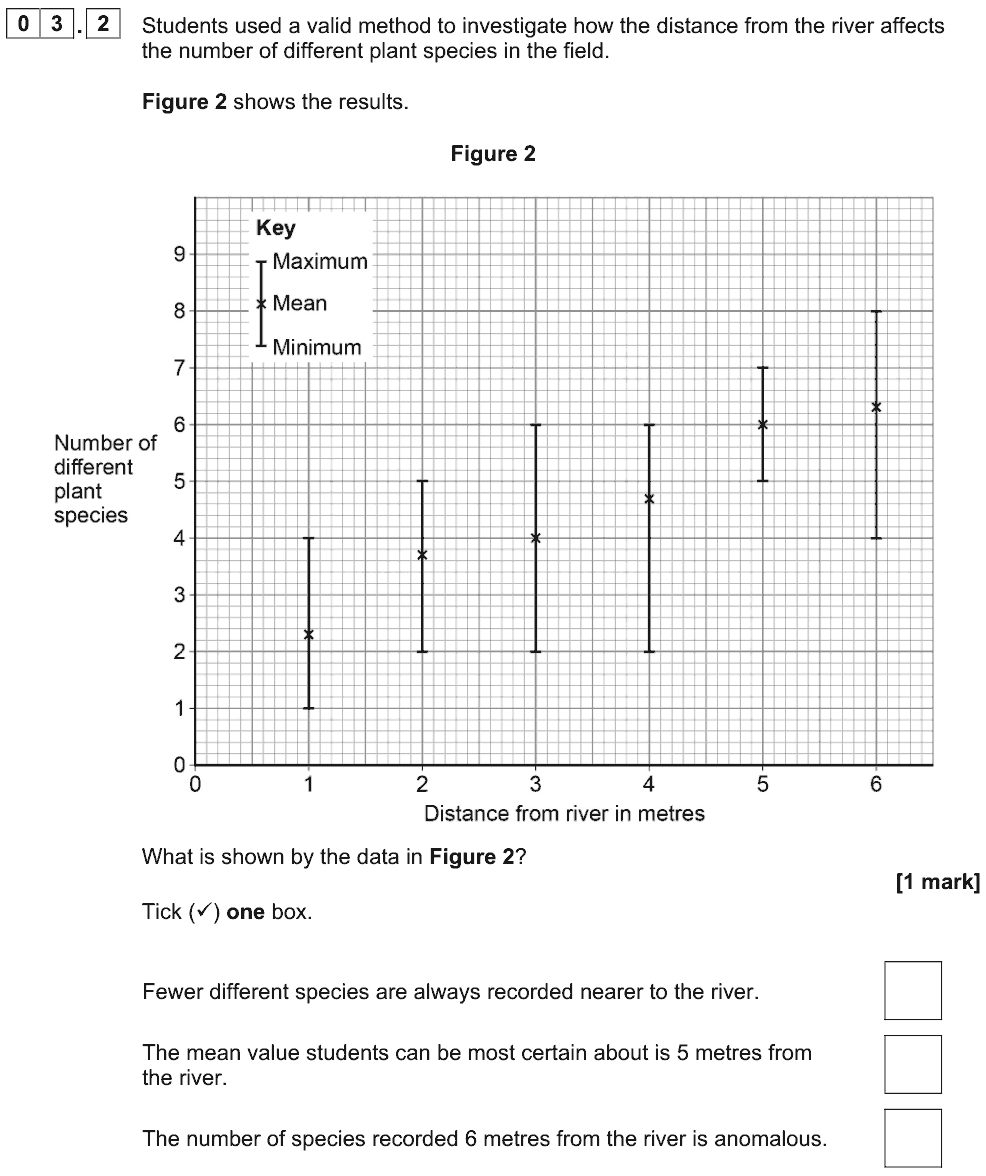 0 3 . 2 Students used a valid method to investigate how the distance from the river affects
the number of different plant species in the field.
Figure 2 shows the results.
Figure 2
Key
Maximum
Mean
Minimum
9
8
7
6
5
4
3
2
1
0
Number of
different
plant
species
0 1 2 3 4 5 6
Distance from river in metres
What is shown by the data in Figure 2?
[1 mark]
Tick (✓) one box.
Fewer different species are always recorded nearer to the river.
The mean value students can be most certain about is 5 metres from
the river.
The number of species recorded 6 metres from the river is anomalous.